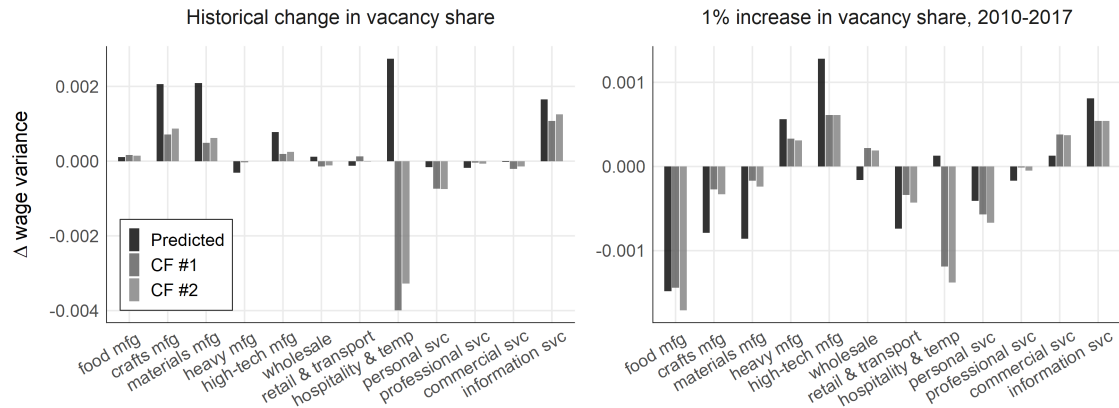 Historical change in vacancy share
1% increase in vacancy share, 2010-2017
Δ wage variance
0.002
0.000
-0.002
-0.004
Predicted
CF #1
CF #2
food mfg
crafts mfg
materials mfg
heavy mfg
high-tech mfg
wholesale
retail & transport
hospitality & temp
personal svc
professional svc
commercial svc
information svc
0.001
0.000
-0.001
food mfg
crafts mfg
materials mfg
heavy mfg
high-tech mfg
wholesale
retail & transport
hospitality & temp
personal svc
professional svc
commercial svc
information svc